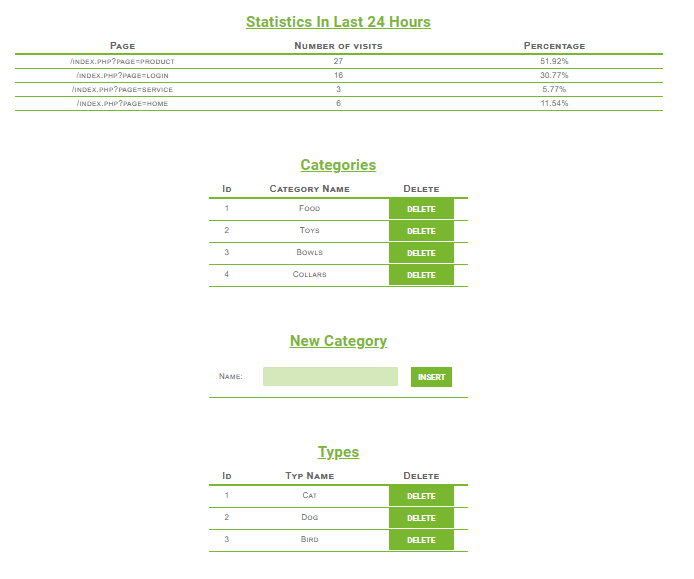 Statistics In Last 24 Hours
Page Number of visits Percentage
/index.php?page=product 27 51.92%
/index.php?page=login 16 30.77%
/index.php?page=service 3 5.77%
/index.php?page=home 6 11.54%
Categories
Id Category Name Delete
1 Food DELETE
2 Toys DELETE
3 Bowls DELETE
4 Collars DELETE
New Category
Name: INSERT
Types
Id Typ Name Delete
1 Cat DELETE
2 Dog DELETE
3 Bird DELETE